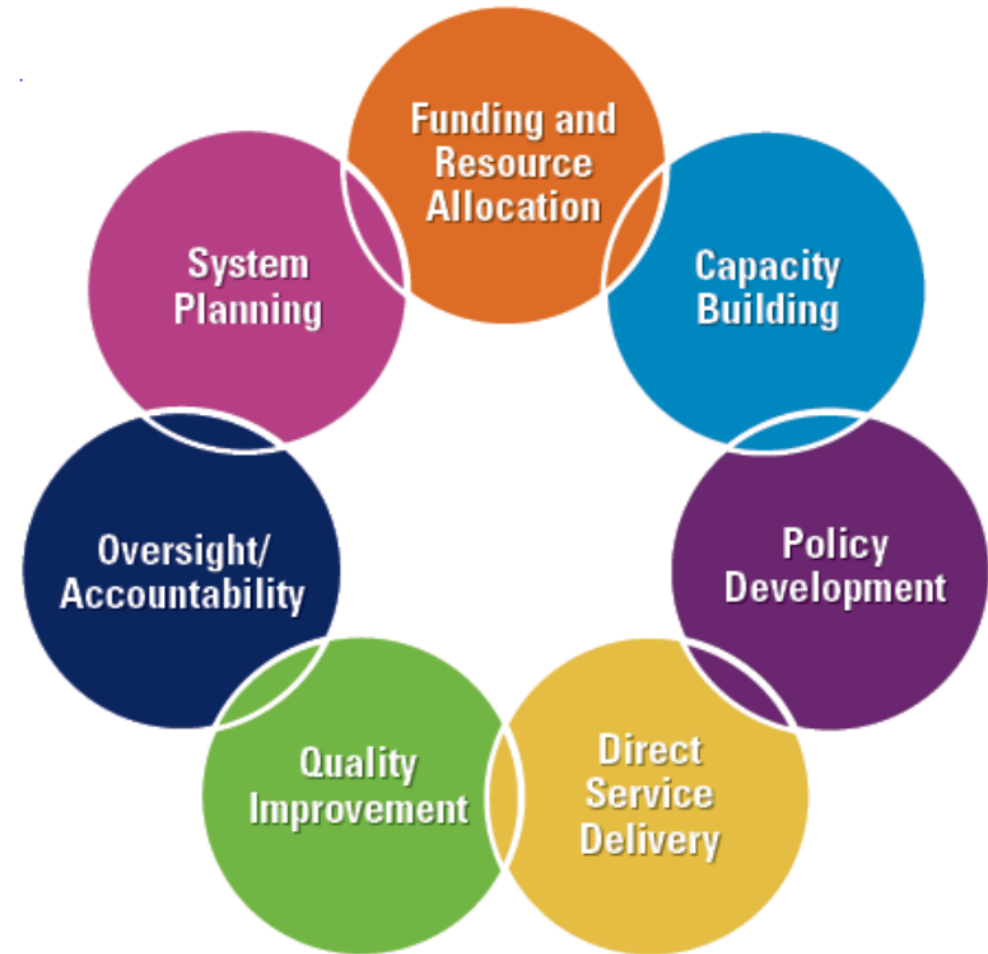 Funding and
Resource
Allocation
System
Planning
Capacity
Building
Oversight/
Accountability
Policy
Development
Quality
Improvement
Direct
Service
Delivery